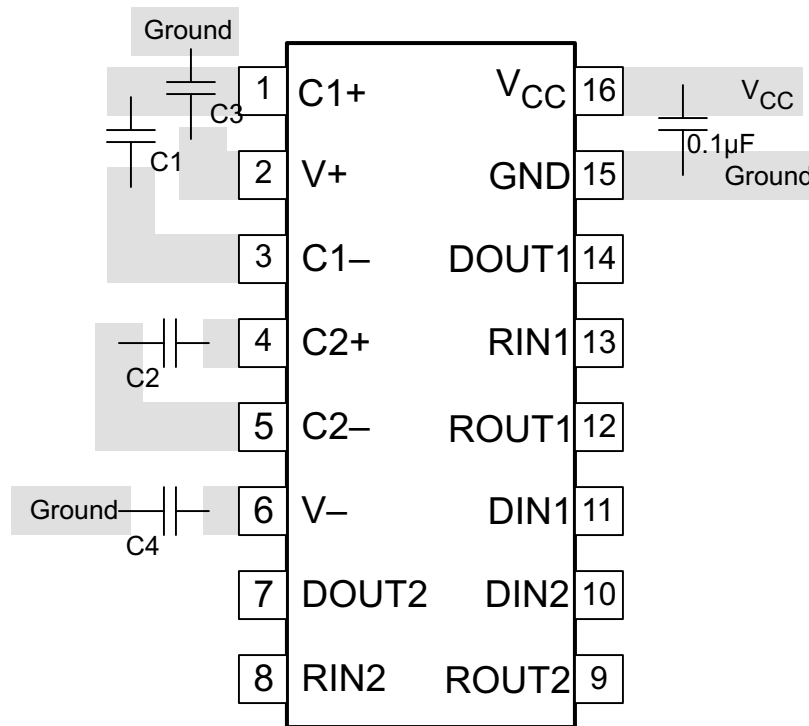 Ground
1 C1+ VCC 16 VCC
C3
C1 0.1µF
2 V+ GND 15 Ground
3 C1– DOUT1 14
4 C2+ RIN1 13
C2
5 C2– ROUT1 12
Ground 6 V– DIN1 11
C4
7 DOUT2 DIN2 10
8 RIN2 ROUT2 9